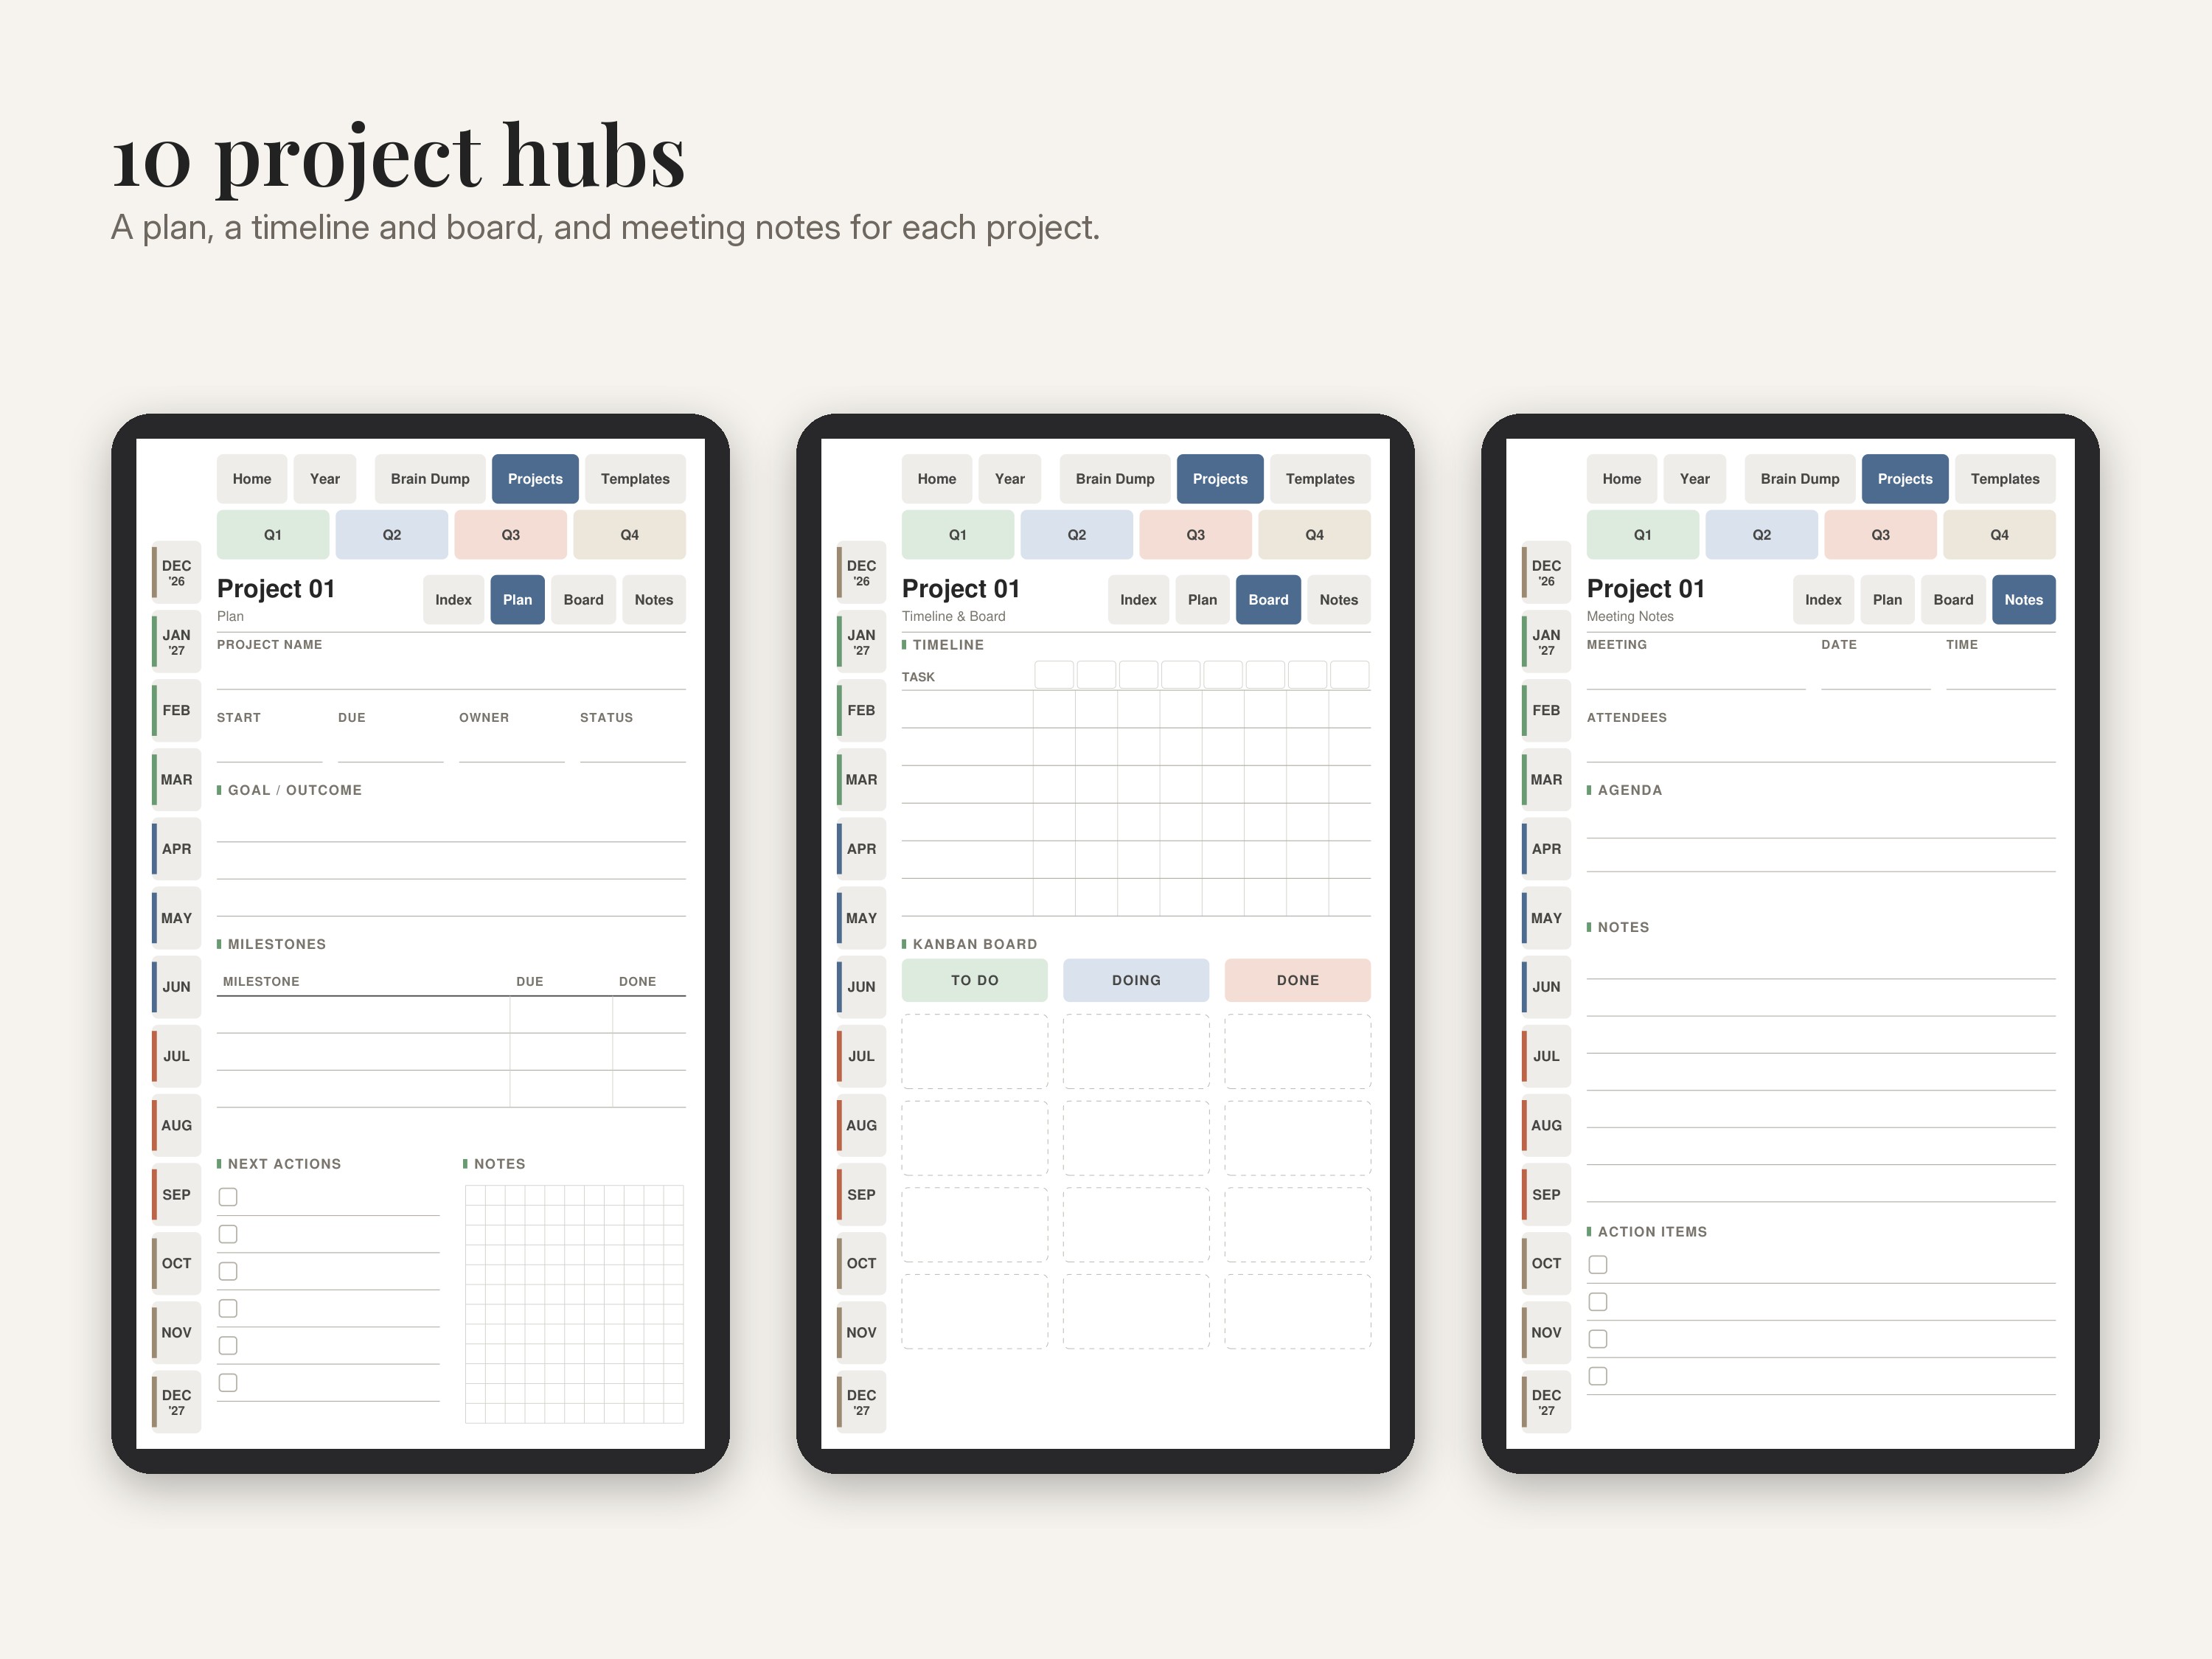 10 project hubs
A plan, a timeline and board, and meeting notes for each project.
Home Year Brain Dump Projects Templates
Q1 Q2 Q3 Q4
Project 01
Plan
Index Plan Board Notes
PROJECT NAME
START DUE OWNER STATUS
GOAL / OUTCOME
MILESTONES
MILESTONE DUE DONE
NEXT ACTIONS NOTES
DEC
'26
JAN
'27
FEB
MAR
APR
MAY
JUN
JUL
AUG
SEP
OCT
NOV
DEC
'27
Home Year Brain Dump Projects Templates
Q1 Q2 Q3 Q4
Project 01
Timeline & Board
Index Plan Board Notes
TIMELINE
TASK
KANBAN BOARD
TO DO DOING DONE
DEC
'26
JAN
'27
FEB
MAR
APR
MAY
JUN
JUL
AUG
SEP
OCT
NOV
DEC
'27
Home Year Brain Dump Projects Templates
Q1 Q2 Q3 Q4
Project 01
Meeting Notes
Index Plan Board Notes
MEETING DATE TIME
ATTENDEES
AGENDA
NOTES
ACTION ITEMS
DEC
'26
JAN
'27
FEB
MAR
APR
MAY
JUN
JUL
AUG
SEP
OCT
NOV
DEC
'27